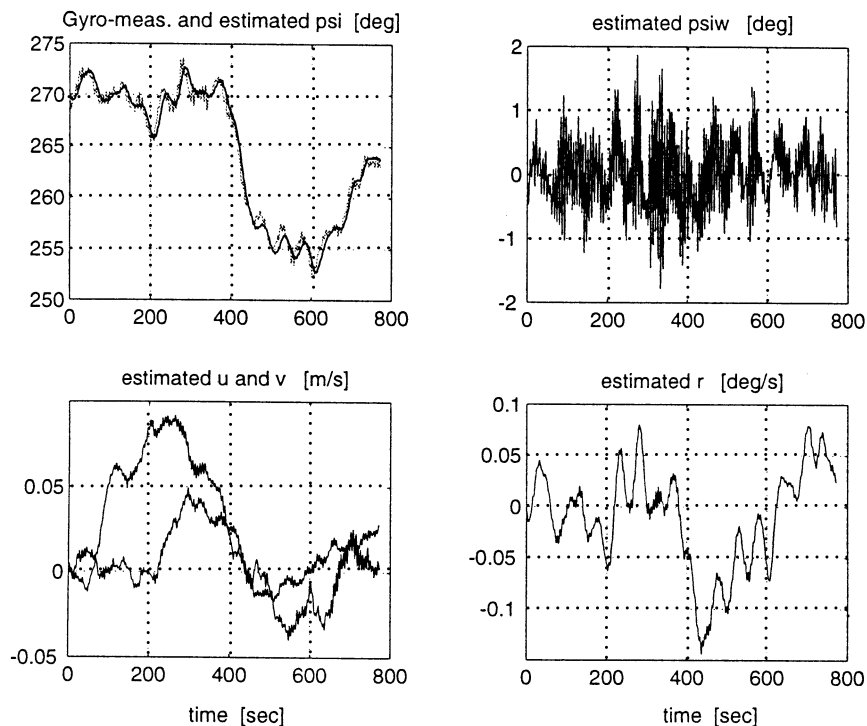 Gyro-meas. and estimated psi [deg]
275
270
265
260
255
250
0 200 400 600 800
estimated psiw [deg]
2
1
0
-1
-2
0 200 400 600 800
estimated u and v [m/s]
0.05
0
-0.05
0 200 400 600 800
time [sec]
estimated r [deg/s]
0.1
0.05
0
-0.05
-0.1
0 200 400 600 800
time [sec]